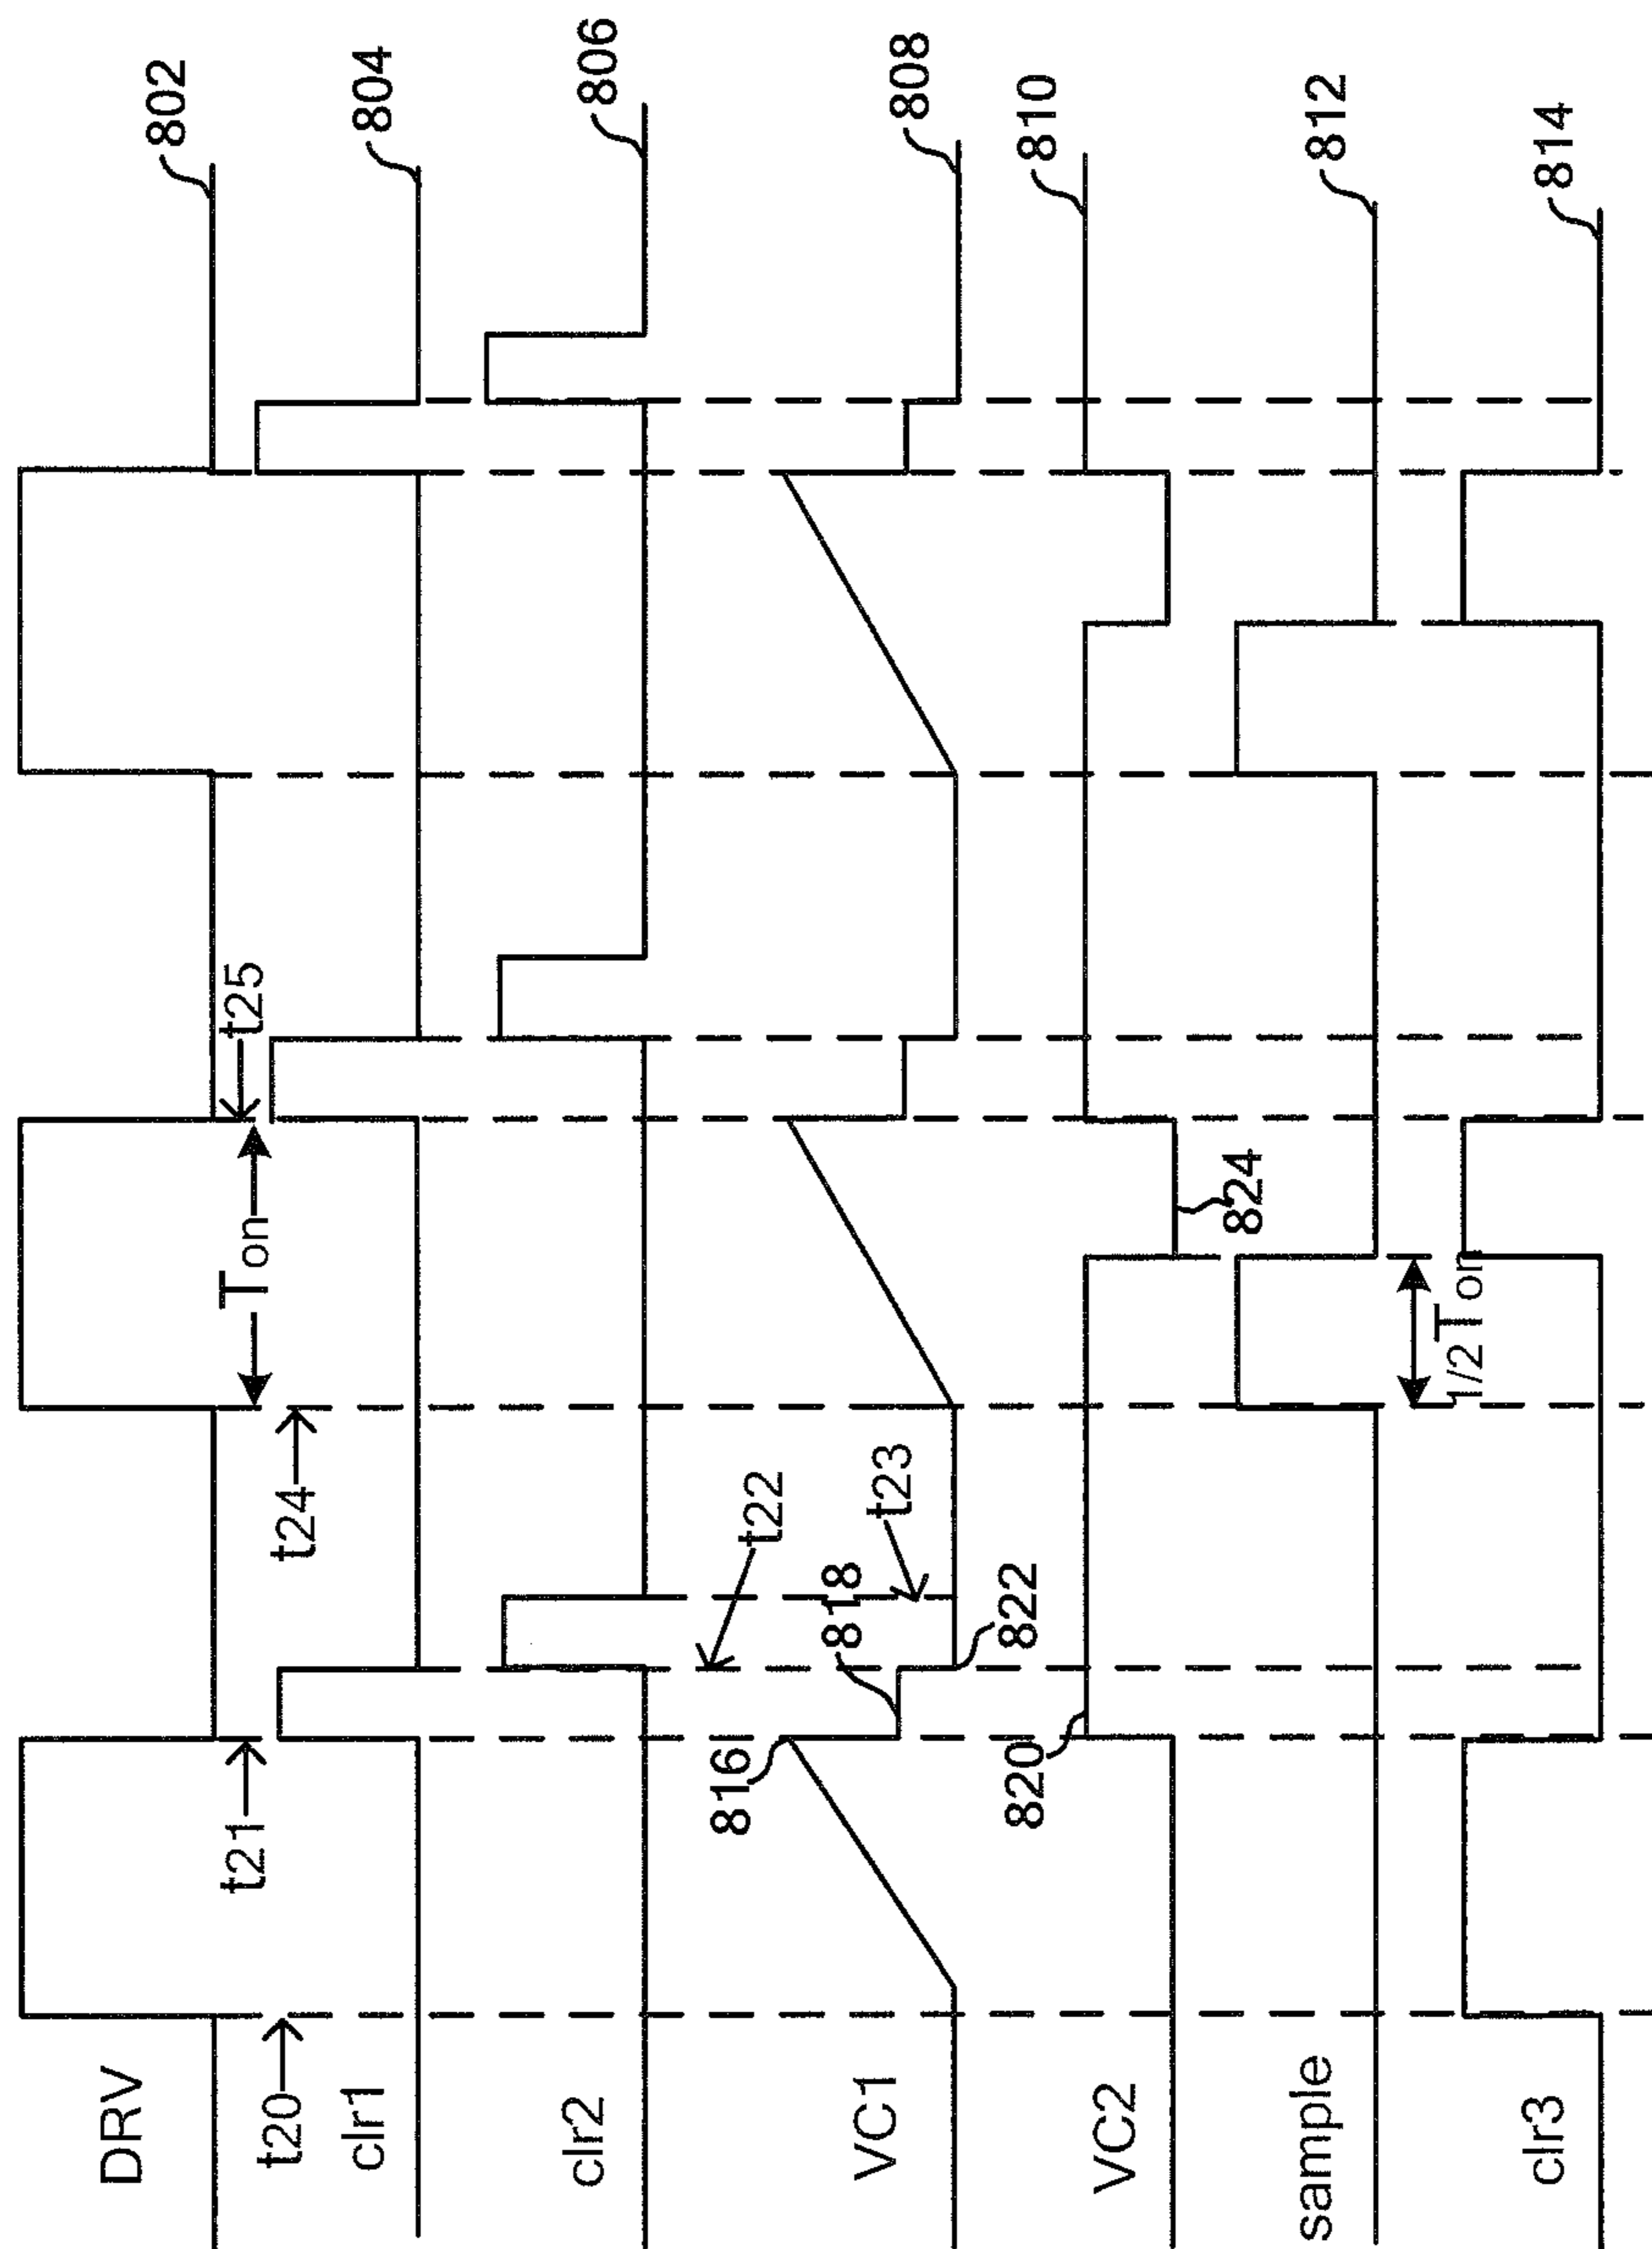 DRV
t20
t21
t24
Ton
t25
802
clr1
804
clr2
806
t22
t23
VC1
816
818
822
808
VC2
820
824
810
sample
1/2 Ton
812
clr3
814